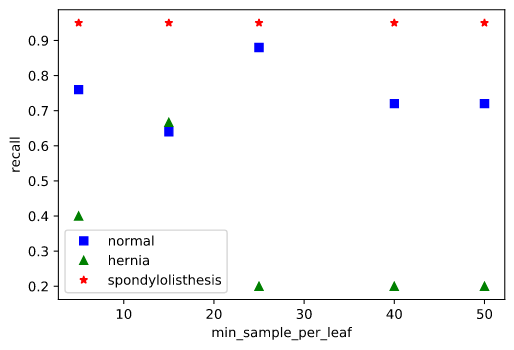 0.9
0.8
0.7
0.6
0.5
0.4
0.3
0.2
recall
normal
hernia
spondylolisthesis
10 20 30 40 50
min_sample_per_leaf